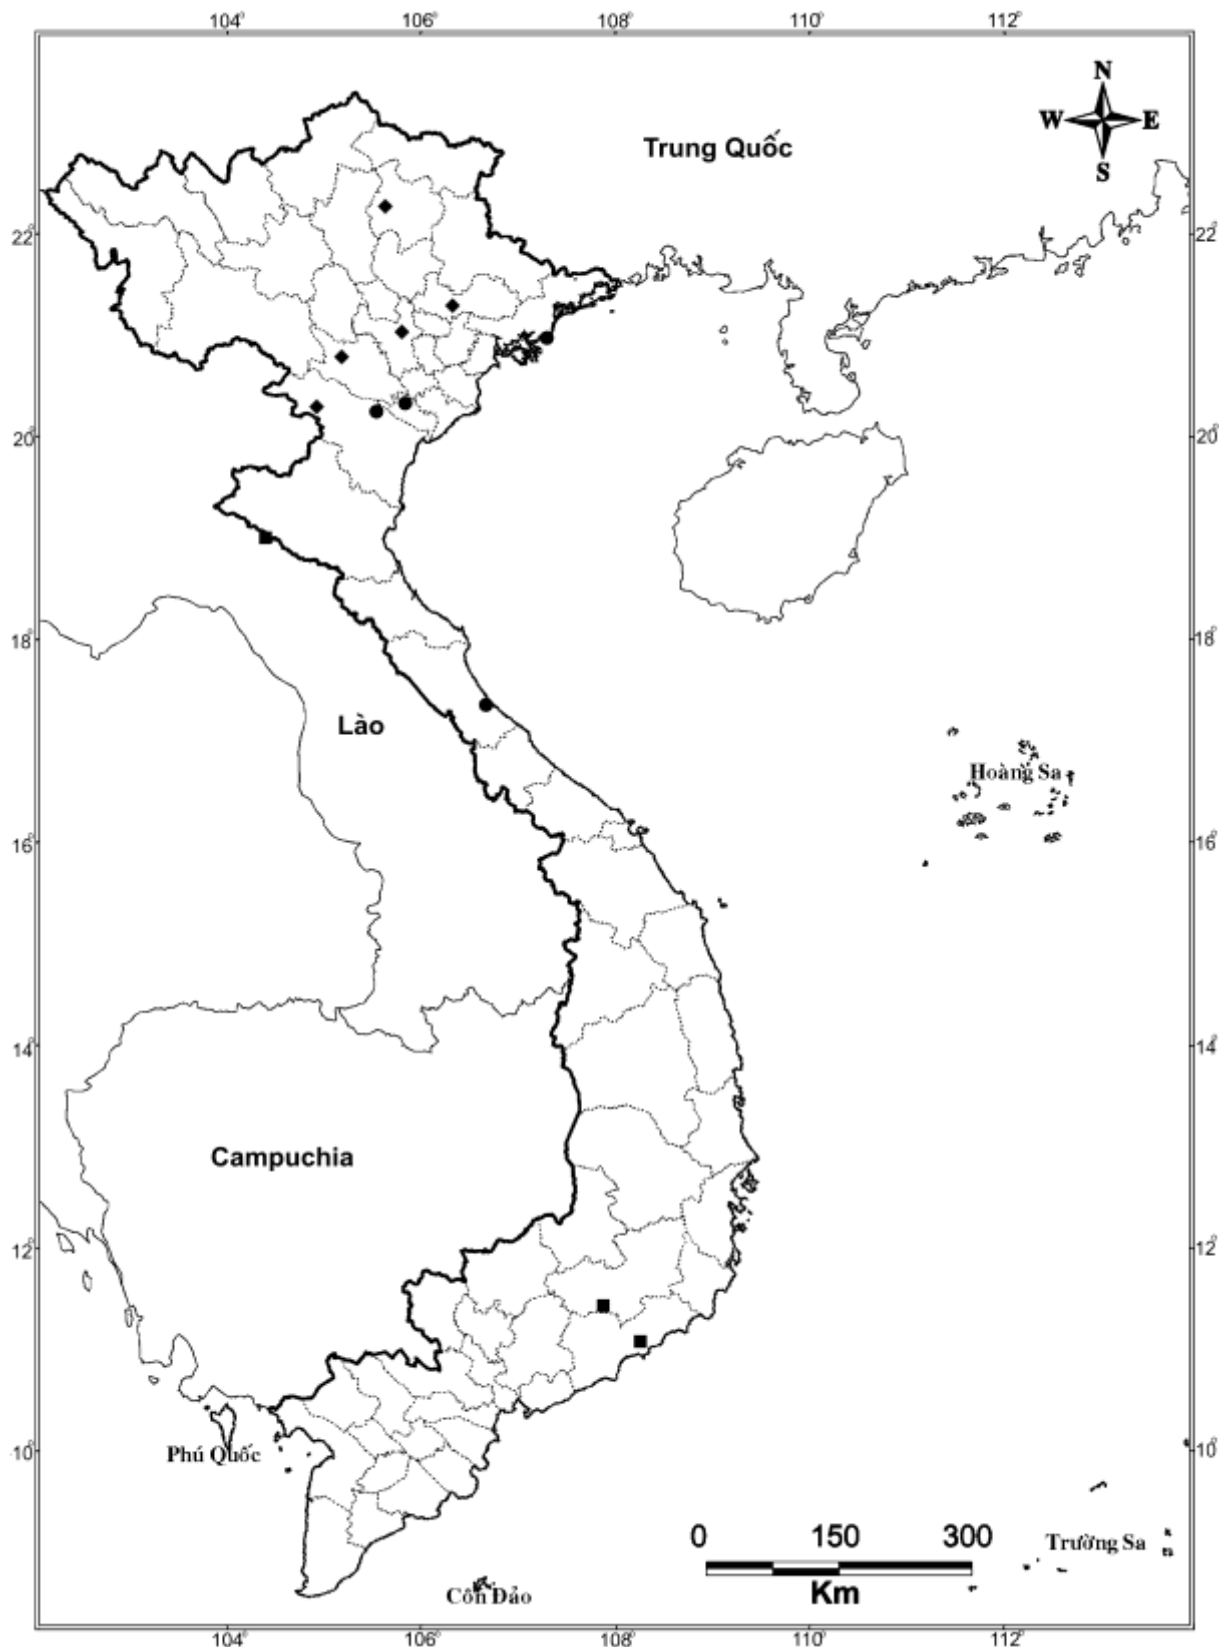 104° 106° 108° 110° 112°
N
W E
S
Trung Quốc
22° 22°
20° 20°
18° 18°
Lào
Hoàng Sa
16° 16°
14° 14°
Campuchia
12° 12°
10° 10°
Phú Quốc
0 150 300
Km
Trường Sa
Côn Đảo
104° 106° 108° 110° 112°